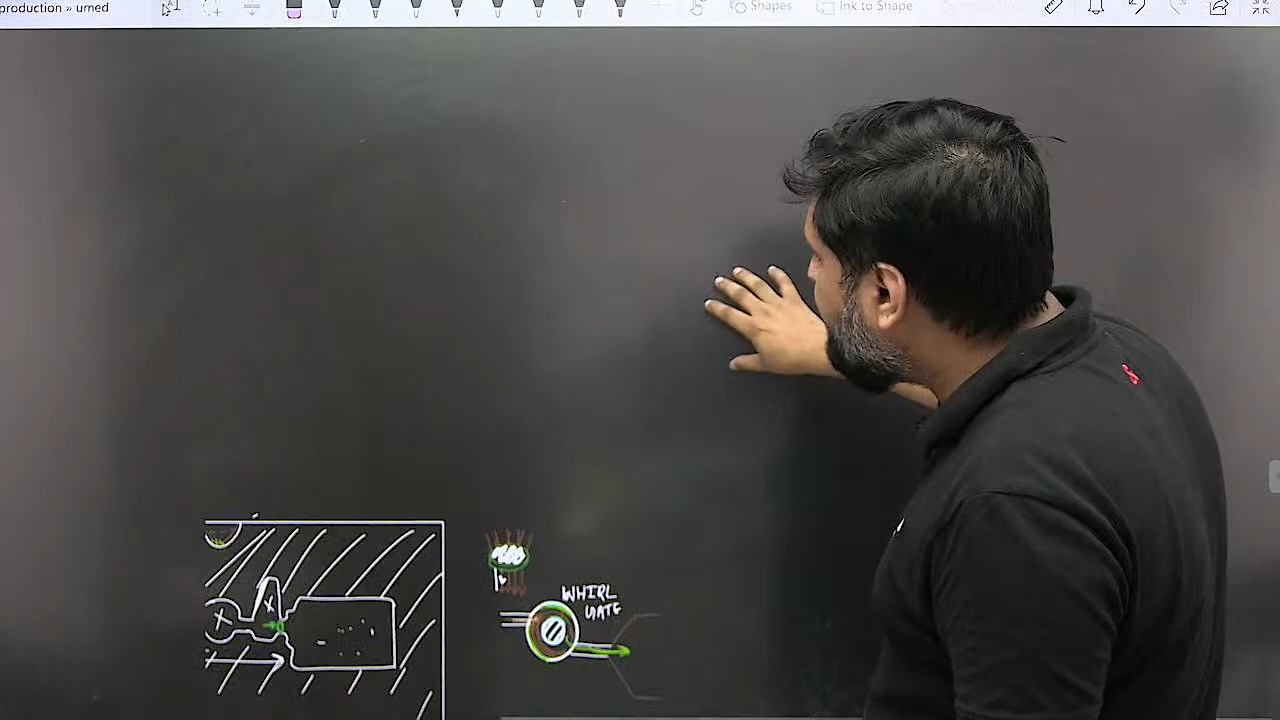 production » umed
Shapes
Ink to Shape
WHIRL
GATE
X
X